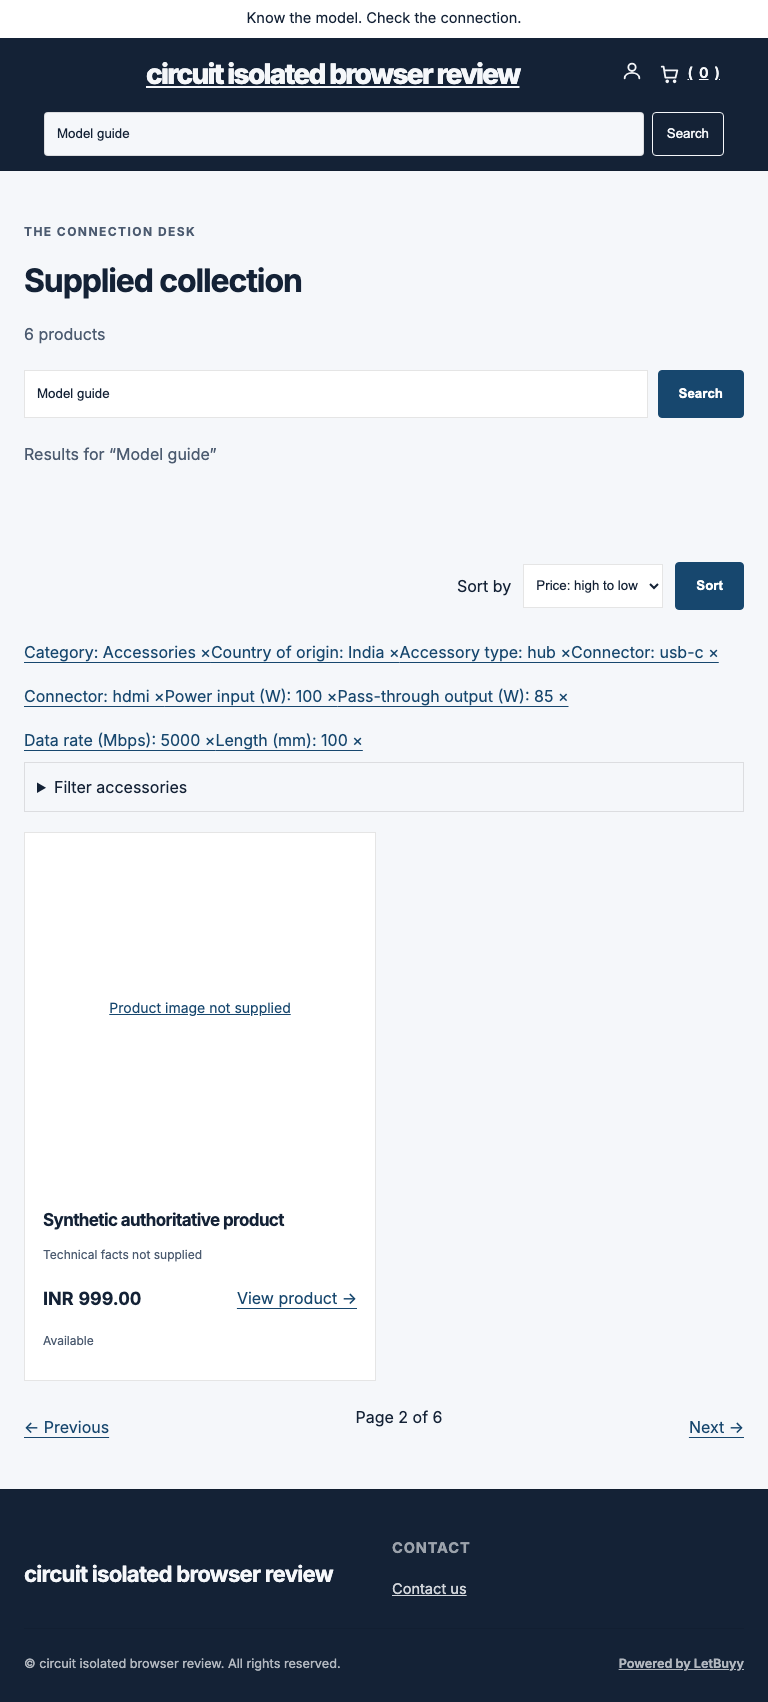 Know the model. Check the connection.
circuit isolated browser review
( 0 )
Model guide
Search
THE CONNECTION DESK
Supplied collection
6 products
Model guide
Search
Results for “Model guide”
Sort by
Price: high to low
Sort
Category: Accessories ×Country of origin: India ×Accessory type: hub ×Connector: usb-c ×
Connector: hdmi ×Power input (W): 100 ×Pass-through output (W): 85 ×
Data rate (Mbps): 5000 ×Length (mm): 100 ×
Filter accessories
Product image not supplied
Synthetic authoritative product
Technical facts not supplied
INR 999.00
View product →
Available
← Previous
Page 2 of 6
Next →
circuit isolated browser review
CONTACT
Contact us
© circuit isolated browser review. All rights reserved.
Powered by LetBuyy